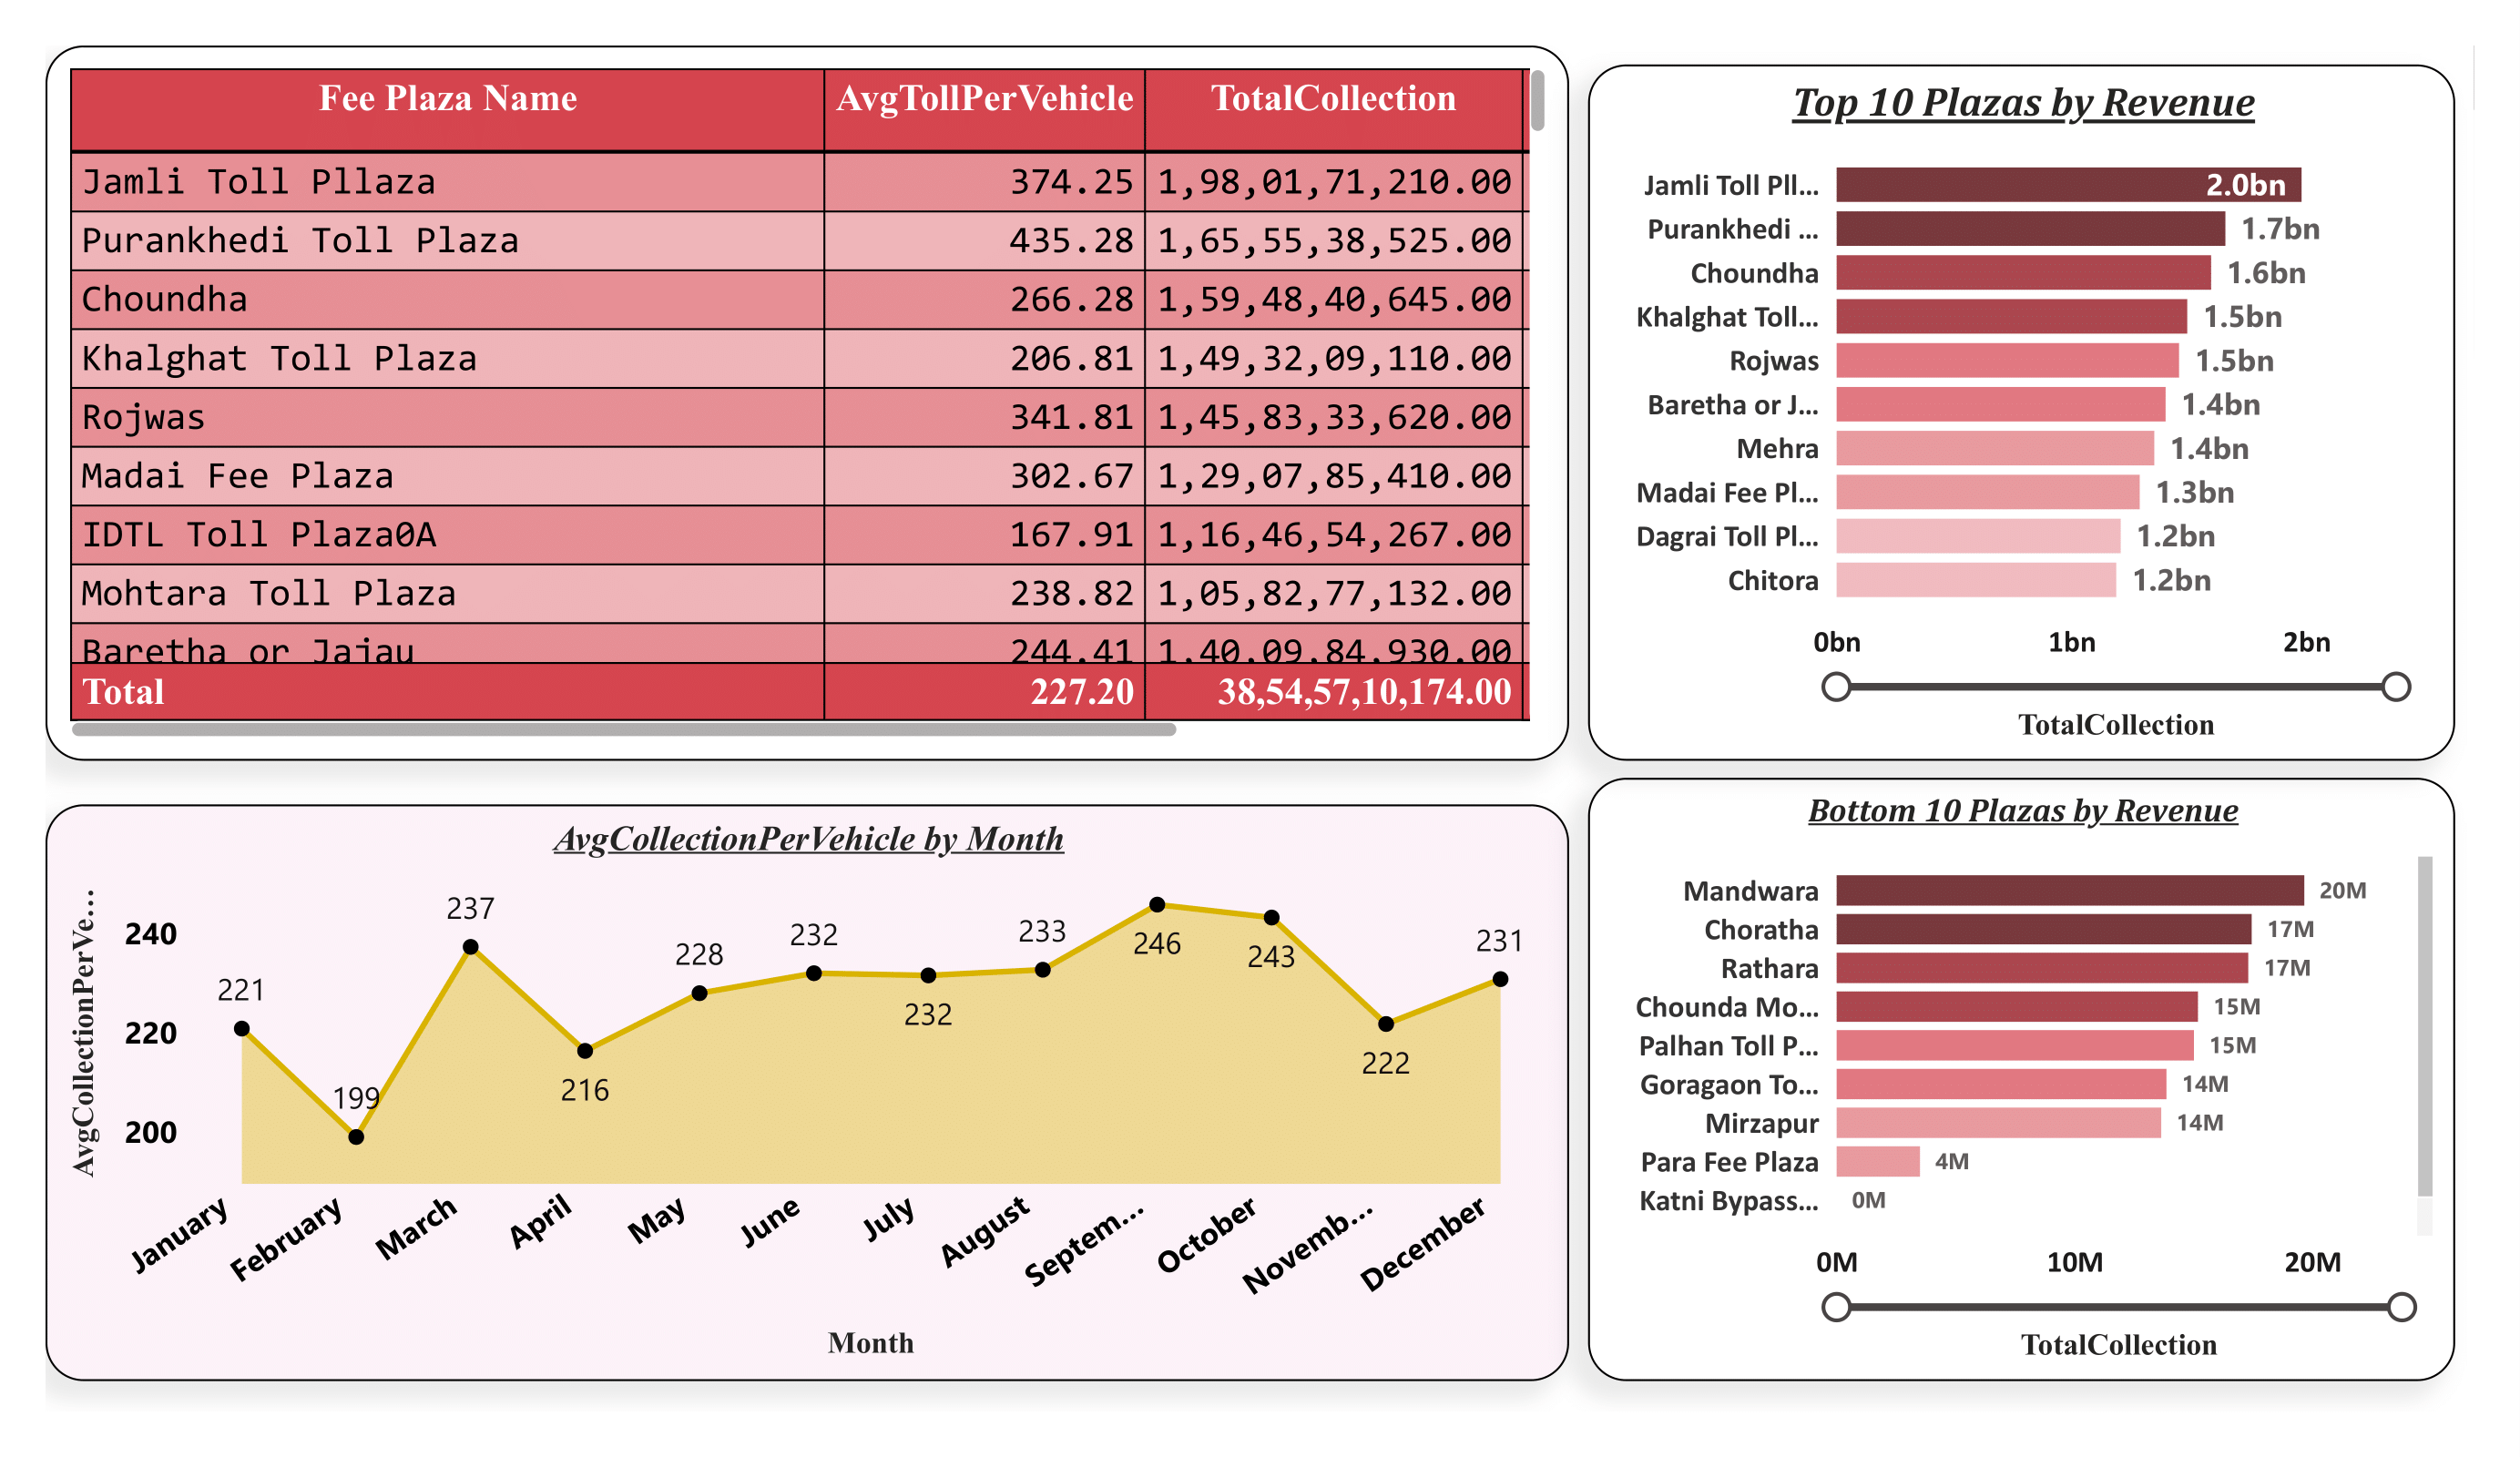 Fee Plaza Name AvgTollPerVehicle TotalCollection
Jamli Toll Pllaza 374.25 1,98,01,71,210.00
Purankhedi Toll Plaza 435.28 1,65,55,38,525.00
Choundha 266.28 1,59,48,40,645.00
Khalghat Toll Plaza 206.81 1,49,32,09,110.00
Rojwas 341.81 1,45,83,33,620.00
Madai Fee Plaza 302.67 1,29,07,85,410.00
IDTL Toll Plaza0A 167.91 1,16,46,54,267.00
Mohtara Toll Plaza 238.82 1,05,82,77,132.00
Baretha or Jajau 244.41 1,40,09,84,930.00
Total 227.20 38,54,57,10,174.00
Top 10 Plazas by Revenue
Jamli Toll Pll... 2.0bn
Purankhedi ... 1.7bn
Choundha 1.6bn
Khalghat Toll... 1.5bn
Rojwas 1.5bn
Baretha or J... 1.4bn
Mehra 1.4bn
Madai Fee Pl... 1.3bn
Dagrai Toll Pl... 1.2bn
Chitora 1.2bn
0bn 1bn 2bn
TotalCollection
AvgCollectionPerVehicle by Month
AvgCollectionPerVe...
240
220
200
221
199
237
216
228
232
232
233
246
243
222
231
January February March April May June July August Septem... October Novemb... December
Month
Bottom 10 Plazas by Revenue
Mandwara 20M
Choratha 17M
Rathara 17M
Chounda Mo... 15M
Palhan Toll P... 15M
Goragaon To... 14M
Mirzapur 14M
Para Fee Plaza 4M
Katni Bypass... 0M
0M 10M 20M
TotalCollection